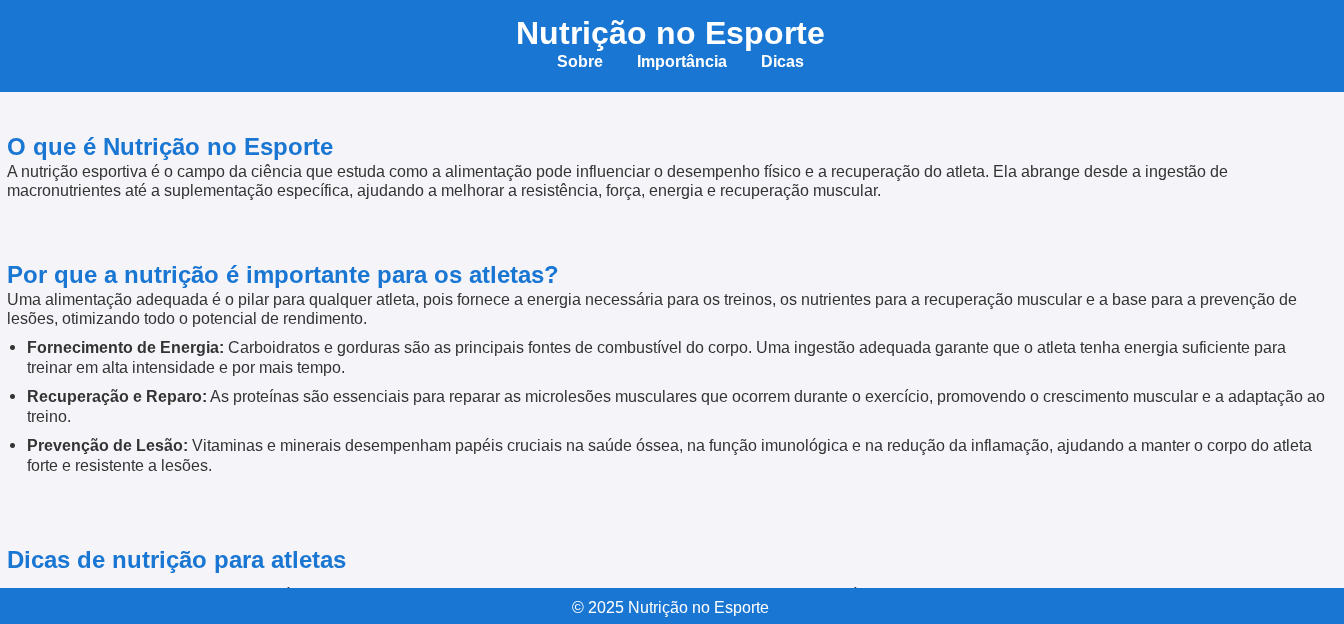 Nutrição no Esporte
Sobre Importância Dicas
O que é Nutrição no Esporte
A nutrição esportiva é o campo da ciência que estuda como a alimentação pode influenciar o desempenho físico e a recuperação do atleta. Ela abrange desde a ingestão de
macronutrientes até a suplementação específica, ajudando a melhorar a resistência, força, energia e recuperação muscular.
Por que a nutrição é importante para os atletas?
Uma alimentação adequada é o pilar para qualquer atleta, pois fornece a energia necessária para os treinos, os nutrientes para a recuperação muscular e a base para a prevenção de
lesões, otimizando todo o potencial de rendimento.
• Fornecimento de Energia: Carboidratos e gorduras são as principais fontes de combustível do corpo. Uma ingestão adequada garante que o atleta tenha energia suficiente para
treinar em alta intensidade e por mais tempo.
• Recuperação e Reparo: As proteínas são essenciais para reparar as microlesões musculares que ocorrem durante o exercício, promovendo o crescimento muscular e a adaptação ao
treino.
• Prevenção de Lesão: Vitaminas e minerais desempenham papéis cruciais na saúde óssea, na função imunológica e na redução da inflamação, ajudando a manter o corpo do atleta
forte e resistente a lesões.
Dicas de nutrição para atletas
© 2025 Nutrição no Esporte